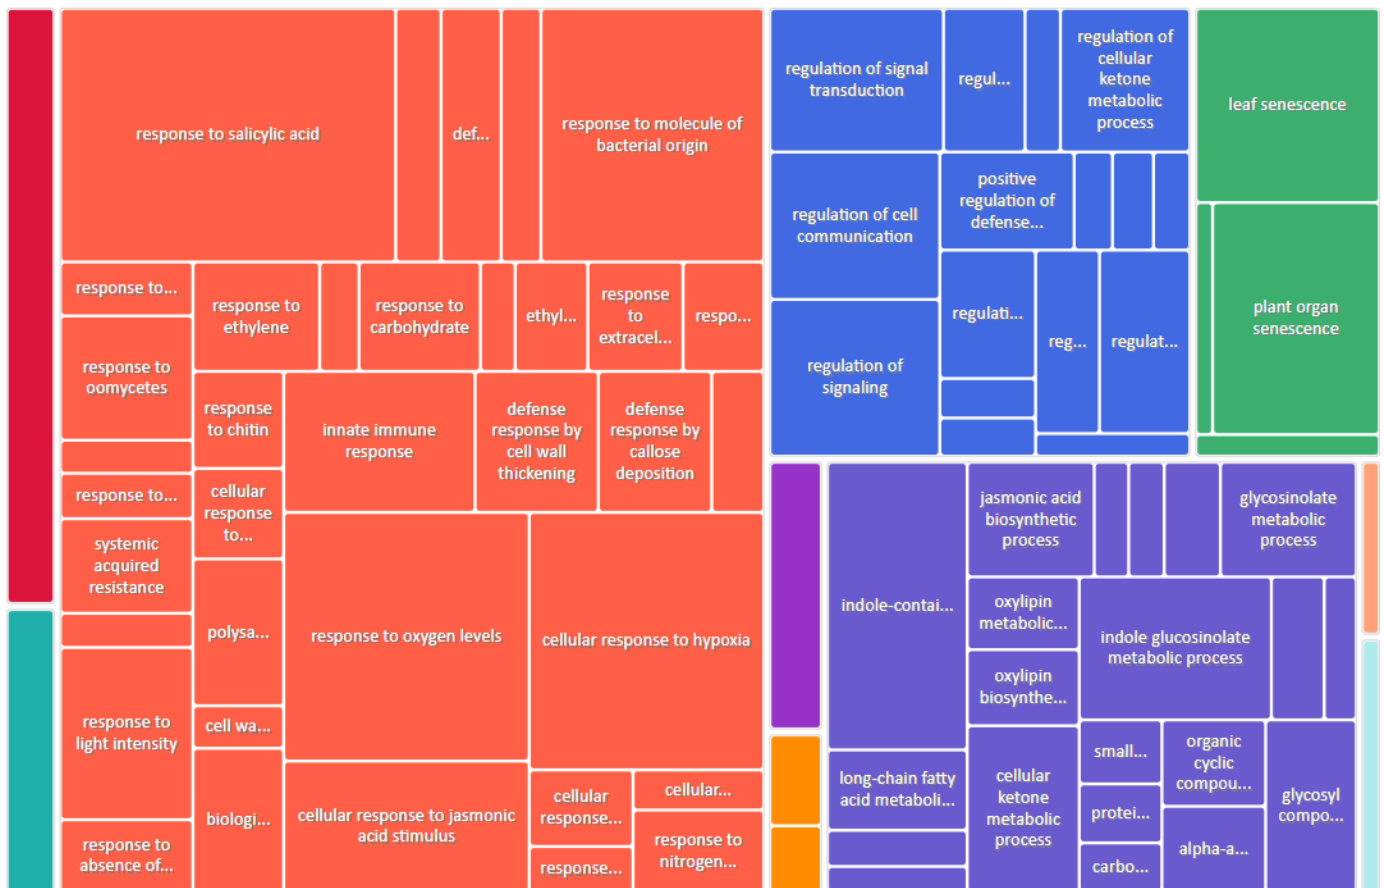 response to salicylic acid
def...
response to molecule of
bacterial origin
response to...
response to
ethylene
response to
carbohydrate
ethyl...
response
to
extracel...
respo...
response to
oomycetes
response
to chitin
innate immune
response
defense
response by
cell wall
thickening
defense
response by
callose
deposition
response to...
cellular
response
to...
systemic
acquired
resistance
polysa...
response to oxygen levels
cellular response to hypoxia
response to
light intensity
cell wa...
biologi...
cellular response to jasmonic
acid stimulus
cellular
response...
cellular...
response to
absence of...
response...
response to
nitrogen...
regulation of signal
transduction
regul...
regulation of
cellular
ketone
metabolic
process
regulation of cell
communication
positive
regulation of
defense...
regulation of
signaling
regulati...
reg...
regulat...
leaf senescence
plant organ
senescence
indole-contai...
jasmonic acid
biosynthetic
process
glycosinolate
metabolic
process
oxylipin
metabolic...
indole glucosinolate
metabolic process
oxylipin
biosynthe...
long-chain fatty
acid metaboli...
cellular
ketone
metabolic
process
small...
organic
cyclic
compou...
glycosyl
compo...
protei...
alpha-a...
carbo...